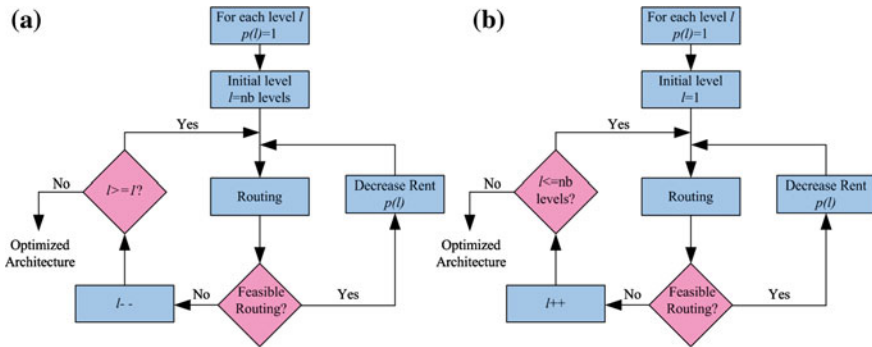 (a)
For each level l
p(l)=1
Initial level
l=nb levels
Yes
l>=1?
No
Optimized
Architecture
Routing
Decrease Rent
p(l)
l- -
No
Feasible
Routing?
Yes
(b)
For each level l
p(l)=1
Initial level
l=1
Yes
l<=nb
levels?
No
Optimized
Architecture
Routing
Decrease Rent
p(l)
l++
No
Feasible
Routing?
Yes